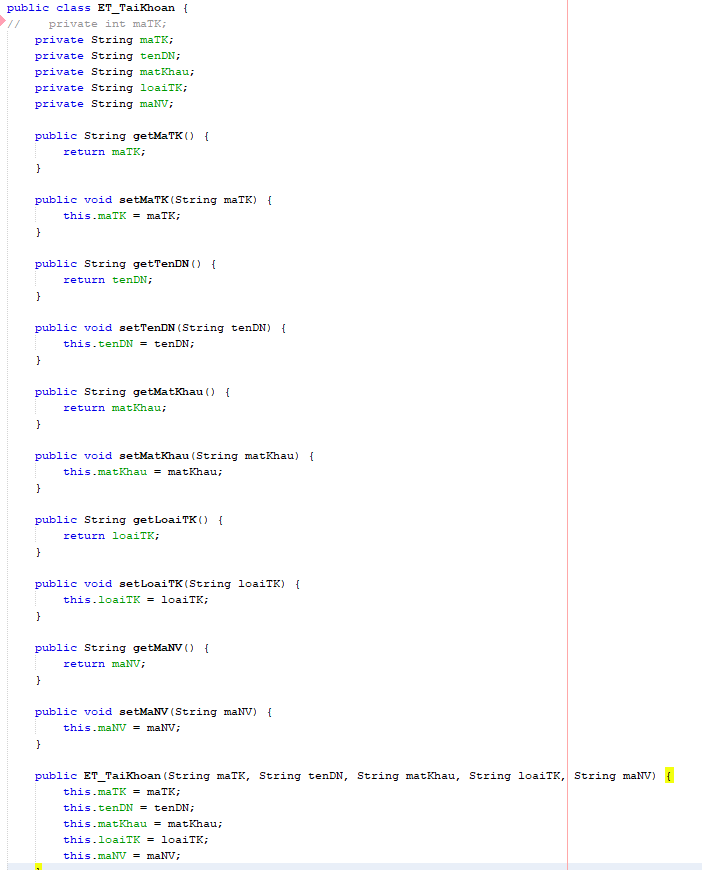 public class ET_TaiKhoan {
//    private int maTK;
    private String maTK;
    private String tenDN;
    private String matKhau;
    private String loaiTK;
    private String maNV;
    public String getMaTK() {
        return maTK;
    }
    public void setMaTK(String maTK) {
        this.maTK = maTK;
    }
    public String getTenDN() {
        return tenDN;
    }
    public void setTenDN(String tenDN) {
        this.tenDN = tenDN;
    }
    public String getMatKhau() {
        return matKhau;
    }
    public void setMatKhau(String matKhau) {
        this.matKhau = matKhau;
    }
    public String getLoaiTK() {
        return loaiTK;
    }
    public void setLoaiTK(String loaiTK) {
        this.loaiTK = loaiTK;
    }
    public String getMaNV() {
        return maNV;
    }
    public void setMaNV(String maNV) {
        this.maNV = maNV;
    }
    public ET_TaiKhoan(String maTK, String tenDN, String matKhau, String loaiTK, String maNV) {
        this.maTK = maTK;
        this.tenDN = tenDN;
        this.matKhau = matKhau;
        this.loaiTK = loaiTK;
        this.maNV = maNV;
    }